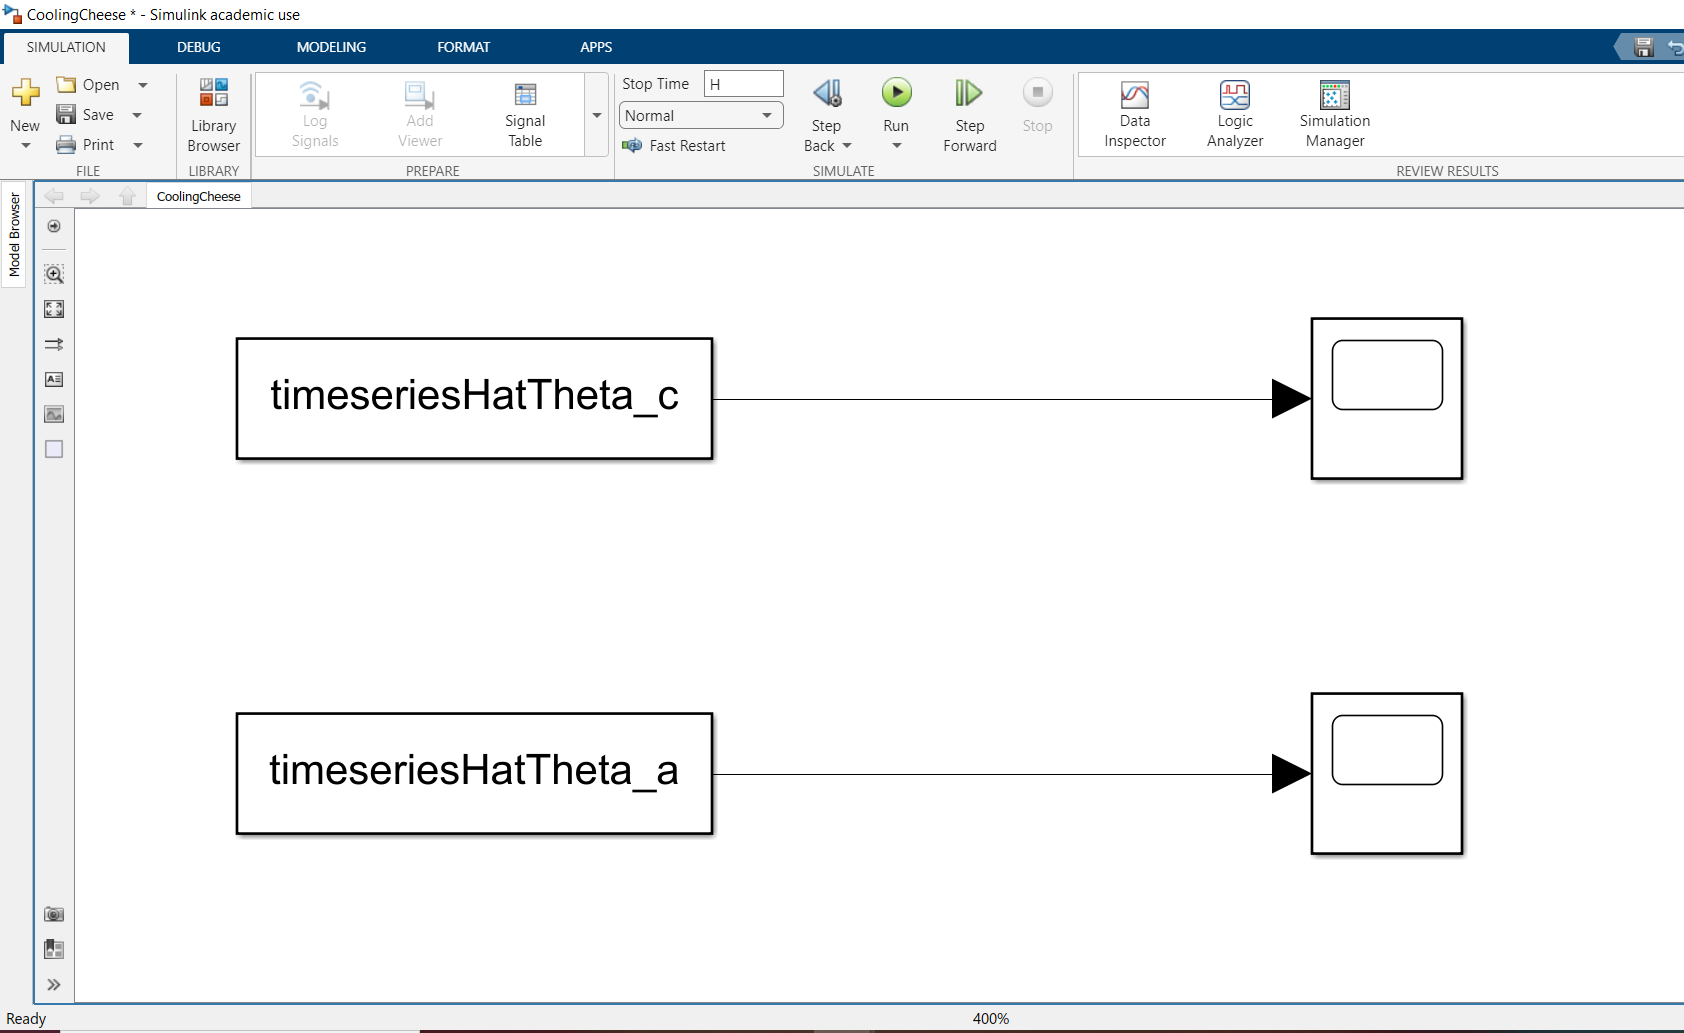 CoolingCheese * - Simulink academic use
SIMULATION DEBUG MODELING FORMAT APPS
New
Open
Save
Print
FILE
Library
Browser
LIBRARY
Log
Signals
Add
Viewer
Signal
Table
PREPARE
Stop Time H
Normal
Fast Restart
Step
Back
Run
Step
Forward
Stop
SIMULATE
Data
Inspector
Logic
Analyzer
Simulation
Manager
REVIEW RESULTS
Model Browser
CoolingCheese
timeseriesHatTheta_c
timeseriesHatTheta_a
Ready 400%